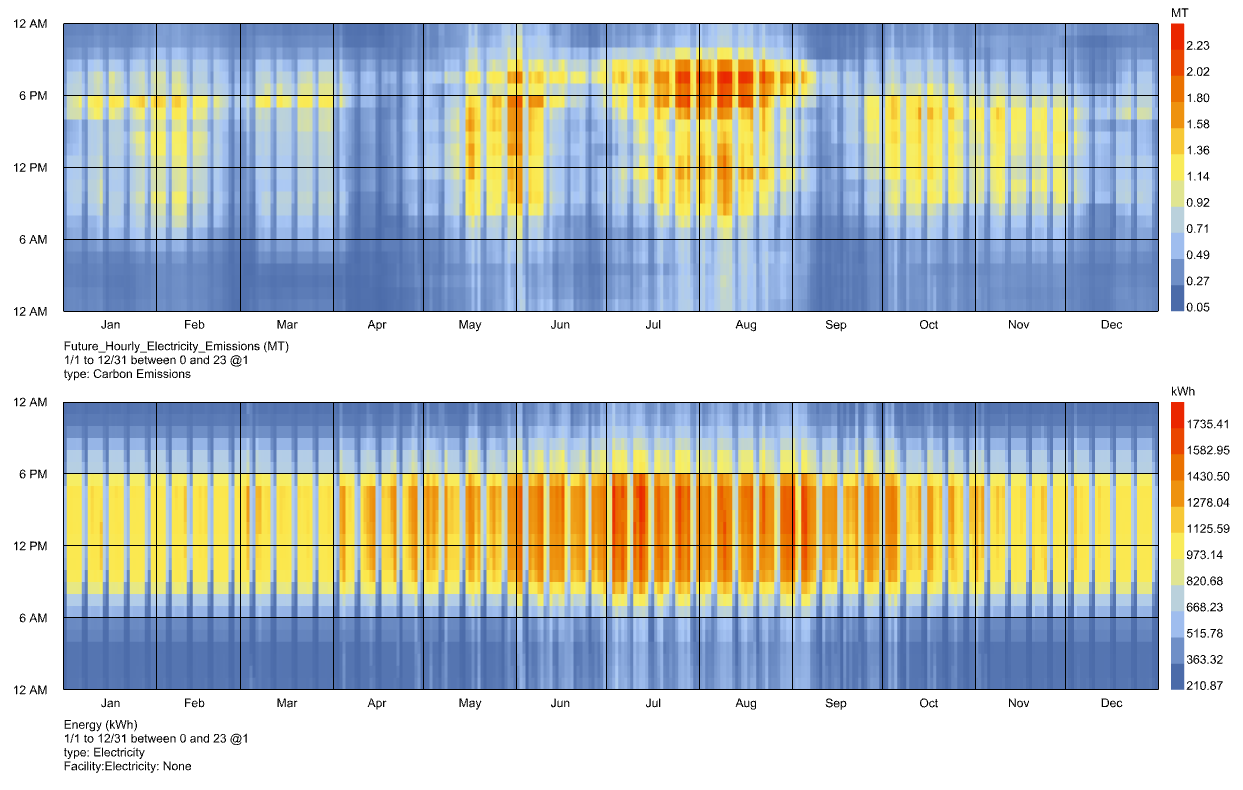 MT
12 AM
6 PM
12 PM
6 AM
12 AM
2.23
2.02
1.80
1.58
1.36
1.14
0.92
0.71
0.49
0.27
0.05
Jan Feb Mar Apr May Jun Jul Aug Sep Oct Nov Dec
Future_Hourly_Electricity_Emissions (MT)
1/1 to 12/31 between 0 and 23 @1
type: Carbon Emissions
kWh
12 AM
6 PM
12 PM
6 AM
12 AM
1735.41
1582.95
1430.50
1278.04
1125.59
973.14
820.68
668.23
515.78
363.32
210.87
Jan Feb Mar Apr May Jun Jul Aug Sep Oct Nov Dec
Energy (kWh)
1/1 to 12/31 between 0 and 23 @1
type: Electricity
Facility:Electricity: None